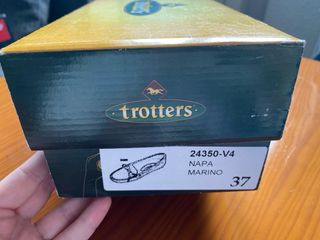 trotters
24350-V4
NAPA
MARINO
37